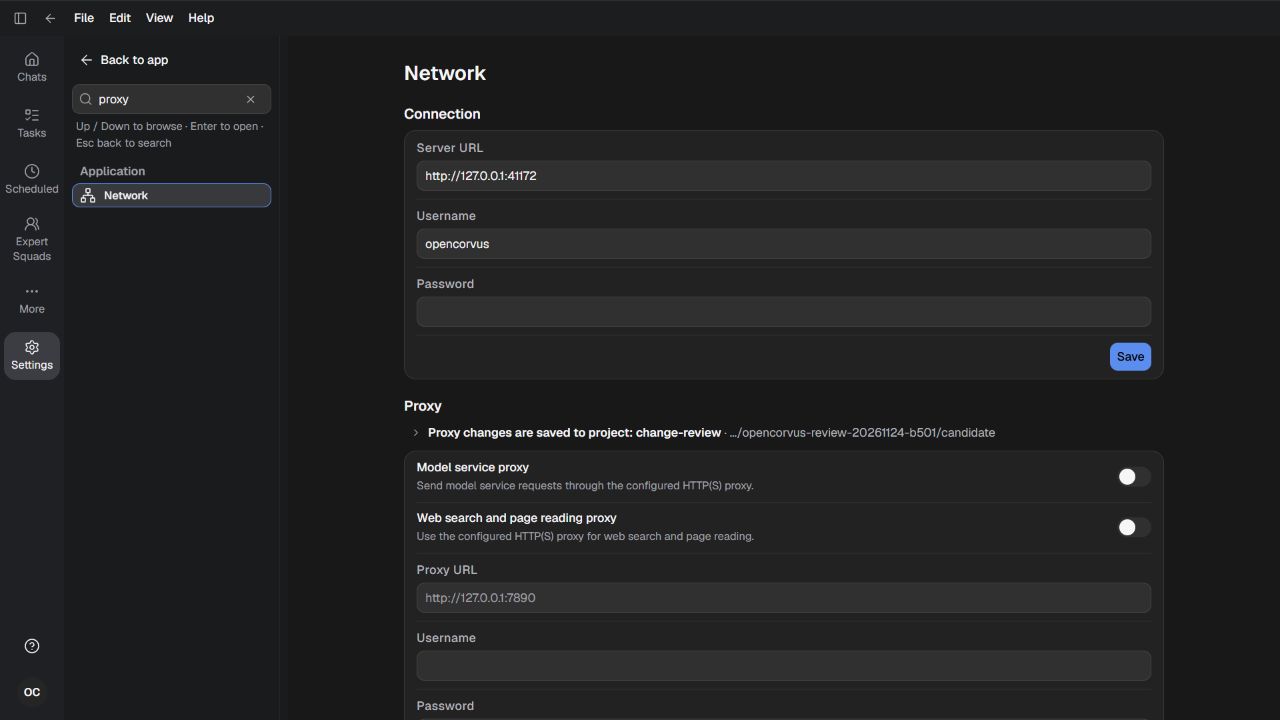 File Edit View Help
Chats
Tasks
Scheduled
Expert
Squads
More
Settings
OC
Back to app
proxy
Up / Down to browse · Enter to open ·
Esc back to search
Application
Network
Network
Connection
Server URL
http://127.0.0.1:41172
Username
opencorvus
Password
Save
Proxy
Proxy changes are saved to project: change-review · .../opencorvus-review-20261124-b501/candidate
Model service proxy
Send model service requests through the configured HTTP(S) proxy.
Web search and page reading proxy
Use the configured HTTP(S) proxy for web search and page reading.
Proxy URL
http://127.0.0.1:7890
Username
Password